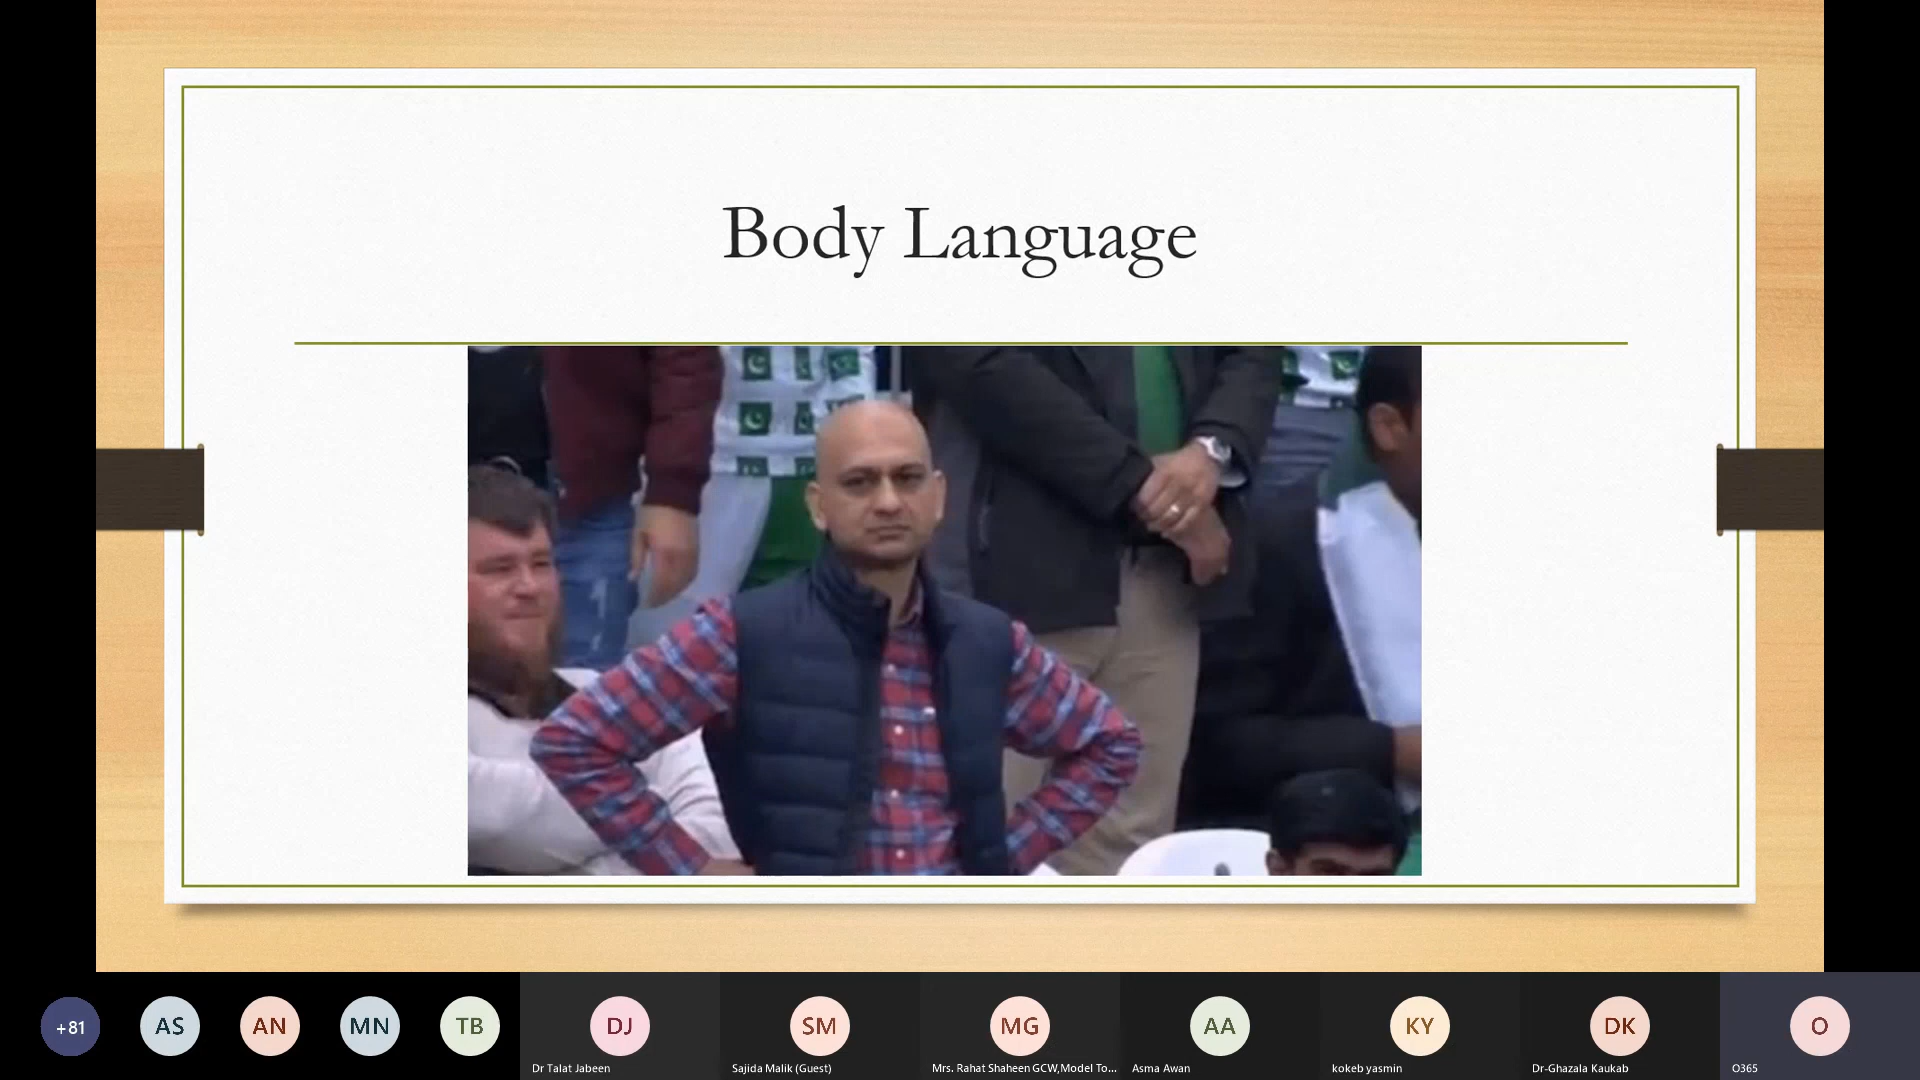 Body Language
+81
AS
AN
MN
TB
DJ
SM
MG
AA
KY
DK
O
Dr Talat Jabeen
Sajida Malik (Guest)
Mrs. Rahat Shaheen GCW,Model To...
Asma Awan
kokeb yasmin
Dr-Ghazala Kaukab
O365